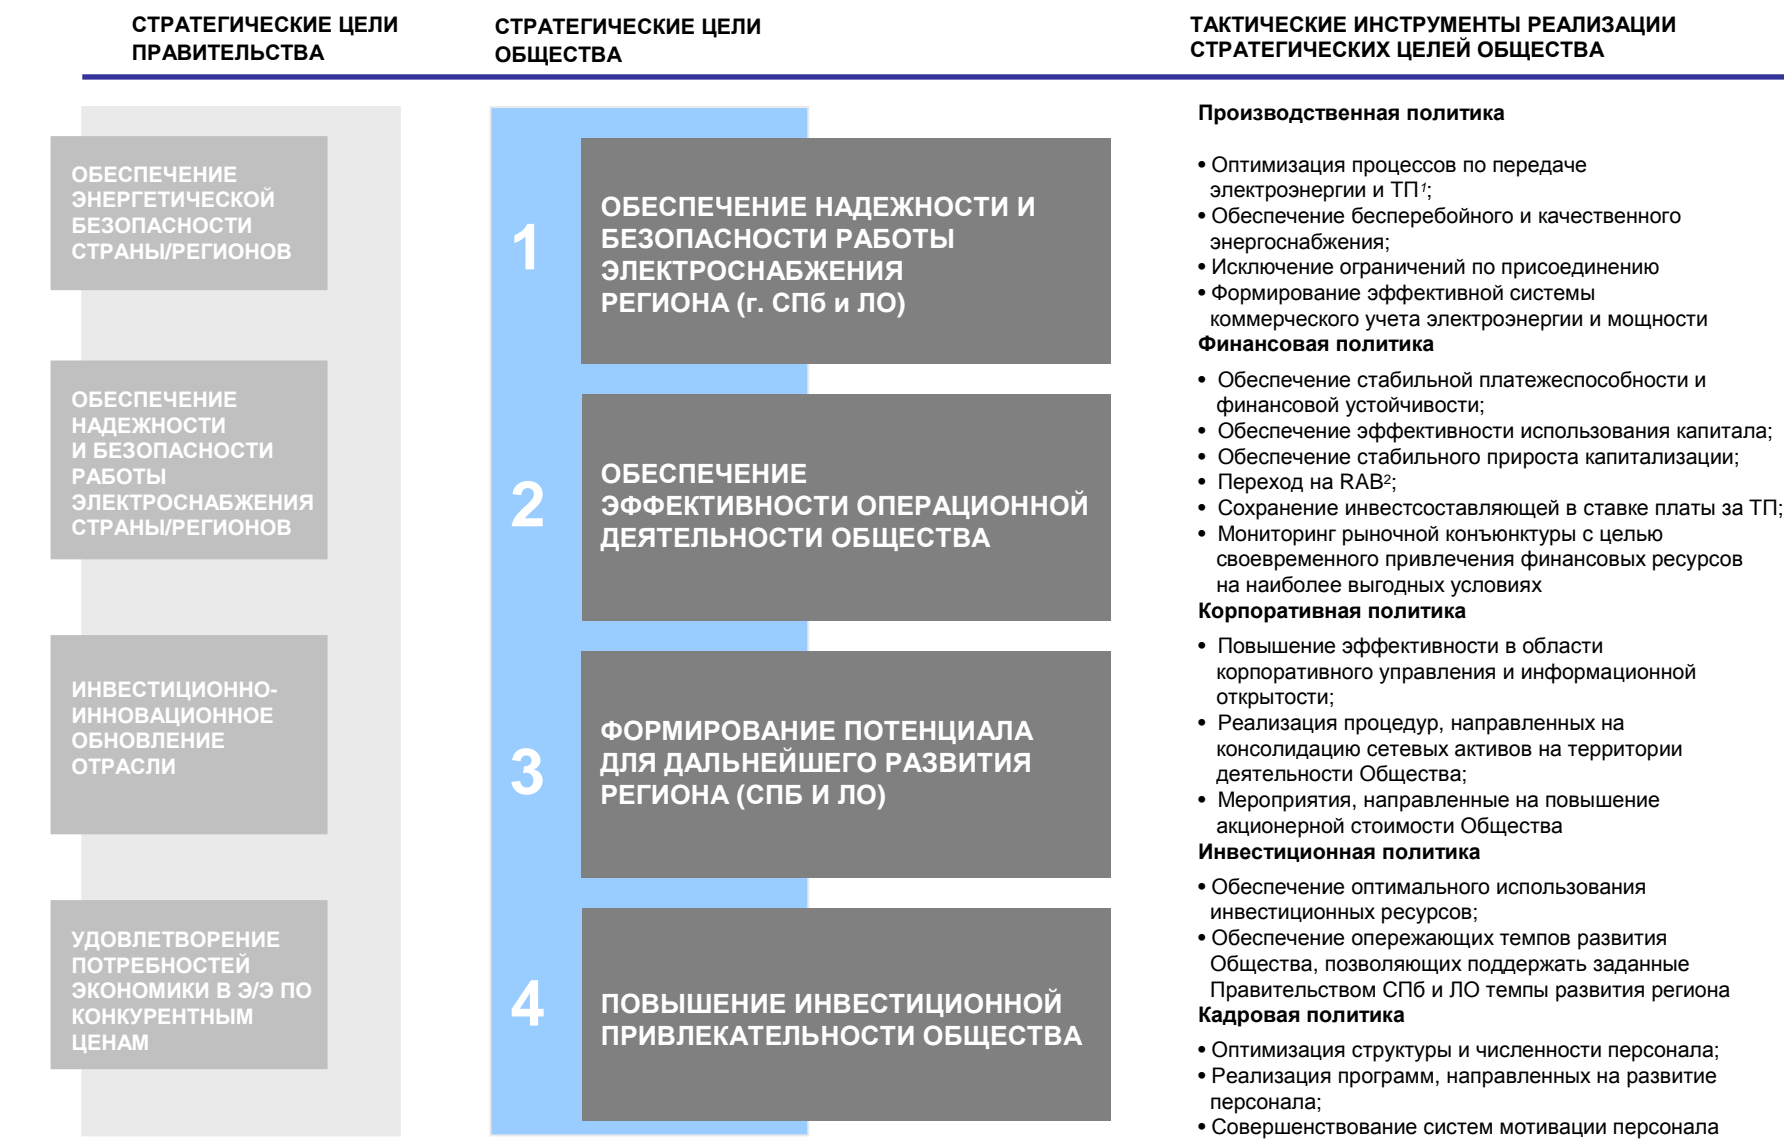 СТРАТЕГИЧЕСКИЕ ЦЕЛИ
ПРАВИТЕЛЬСТВА
СТРАТЕГИЧЕСКИЕ ЦЕЛИ
ОБЩЕСТВА
ТАКТИЧЕСКИЕ ИНСТРУМЕНТЫ РЕАЛИЗАЦИИ
СТРАТЕГИЧЕСКИХ ЦЕЛЕЙ ОБЩЕСТВА
ОБЕСПЕЧЕНИЕ
ЭНЕРГЕТИЧЕСКОЙ
БЕЗОПАСНОСТИ
СТРАНЫ/РЕГИОНОВ
ОБЕСПЕЧЕНИЕ
НАДЕЖНОСТИ
И БЕЗОПАСНОСТИ
РАБОТЫ
ЭЛЕКТРОСНАБЖЕНИЯ
СТРАНЫ/РЕГИОНОВ
ИНВЕСТИЦИОННО-
ИННОВАЦИОННОЕ
ОБНОВЛЕНИЕ
ОТРАСЛИ
УДОВЛЕТВОРЕНИЕ
ПОТРЕБНОСТЕЙ
ЭКОНОМИКИ В Э/Э ПО
КОНКУРЕНТНЫМ
ЦЕНАМ
1
ОБЕСПЕЧЕНИЕ НАДЕЖНОСТИ И
БЕЗОПАСНОСТИ РАБОТЫ
ЭЛЕКТРОСНАБЖЕНИЯ
РЕГИОНА (г. СПб и ЛО)
2
ОБЕСПЕЧЕНИЕ
ЭФФЕКТИВНОСТИ ОПЕРАЦИОННОЙ
ДЕЯТЕЛЬНОСТИ ОБЩЕСТВА
3
ФОРМИРОВАНИЕ ПОТЕНЦИАЛА
ДЛЯ ДАЛЬНЕЙШЕГО РАЗВИТИЯ
РЕГИОНА (СПБ И ЛО)
4
ПОВЫШЕНИЕ ИНВЕСТИЦИОННОЙ
ПРИВЛЕКАТЕЛЬНОСТИ ОБЩЕСТВА
Производственная политика
• Оптимизация процессов по передаче
электроэнергии и ТП¹;
• Обеспечение бесперебойного и качественного
энергоснабжения;
• Исключение ограничений по присоединению
• Формирование эффективной системы
коммерческого учета электроэнергии и мощности
Финансовая политика
• Обеспечение стабильной платежеспособности и
финансовой устойчивости;
• Обеспечение эффективности использования капитала;
• Обеспечение стабильного прироста капитализации;
• Переход на RAB²;
• Сохранение инвестсоставляющей в ставке платы за ТП;
• Мониторинг рыночной конъюнктуры с целью
своевременного привлечения финансовых ресурсов
на наиболее выгодных условиях
Корпоративная политика
• Повышение эффективности в области
корпоративного управления и информационной
открытости;
• Реализация процедур, направленных на
консолидацию сетевых активов на территории
деятельности Общества;
• Мероприятия, направленные на повышение
акционерной стоимости Общества
Инвестиционная политика
• Обеспечение оптимального использования
инвестиционных ресурсов;
• Обеспечение опережающих темпов развития
Общества, позволяющих поддержать заданные
Правительством СПб и ЛО темпы развития региона
Кадровая политика
• Оптимизация структуры и численности персонала;
• Реализация программ, направленных на развитие
персонала;
• Совершенствование систем мотивации персонала